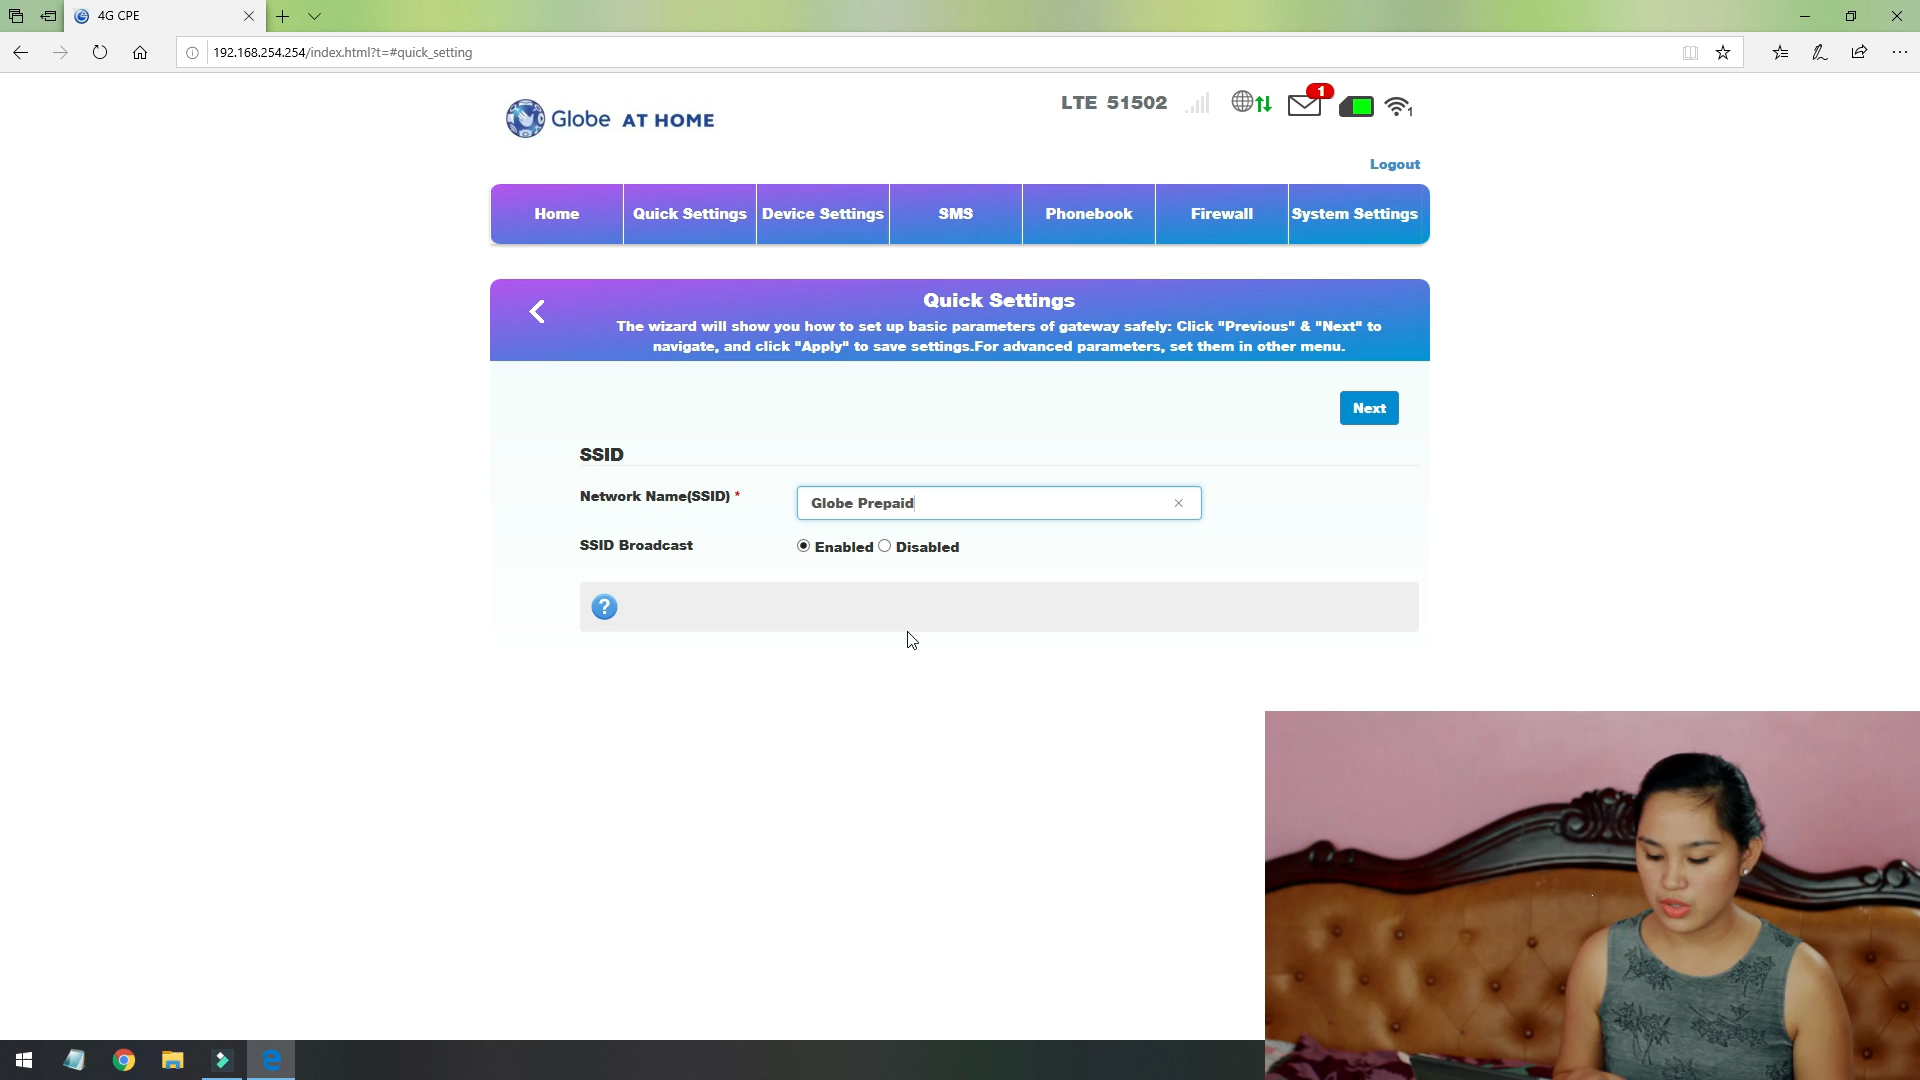 4G CPE
192.168.254.254/index.html?t=#quick_setting
Globe AT HOME
LTE 51502
1
1
Logout
Home
Quick Settings
Device Settings
SMS
Phonebook
Firewall
System Settings
Quick Settings
The wizard will show you how to set up basic parameters of gateway safely: Click "Previous" & "Next" to
navigate, and click "Apply" to save settings.For advanced parameters, set them in other menu.
Next
SSID
Network Name(SSID) *
Globe Prepaid
SSID Broadcast
Enabled
Disabled
?